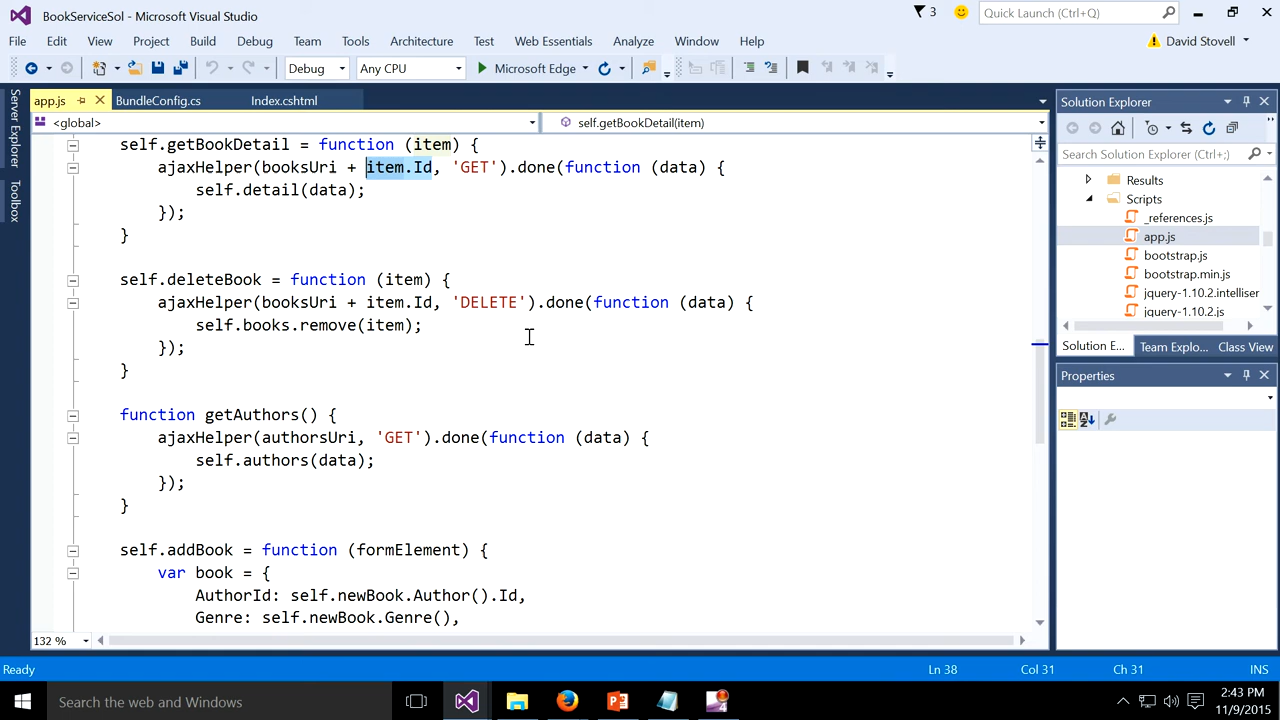 BookServiceSol - Microsoft Visual Studio
3
Quick Launch (Ctrl+Q)
File Edit View Project Build Debug Team Tools Architecture Test Web Essentials Analyze Window Help
David Stovell
Debug Any CPU Microsoft Edge
app.js BundleConfig.cs Index.cshtml
<global> self.getBookDetail(item)
Server Explorer
Toolbox
self.getBookDetail = function (item) {
ajaxHelper(booksUri + item.Id, 'GET').done(function (data) {
self.detail(data);
});
}
self.deleteBook = function (item) {
ajaxHelper(booksUri + item.Id, 'DELETE').done(function (data) {
self.books.remove(item);
});
}
function getAuthors() {
ajaxHelper(authorsUri, 'GET').done(function (data) {
self.authors(data);
});
}
self.addBook = function (formElement) {
var book = {
AuthorId: self.newBook.Author().Id,
Genre: self.newBook.Genre(),
132 %
Solution Explorer
Search Solution Explorer (Ctrl+;)
Results
Scripts
_references.js
app.js
bootstrap.js
bootstrap.min.js
jquery-1.10.2.intelliser
jquery-1.10.2.js
Solution E... Team Explo... Class View
Properties
Ready Ln 38 Col 31 Ch 31 INS
Search the web and Windows
4
2:43 PM
11/9/2015